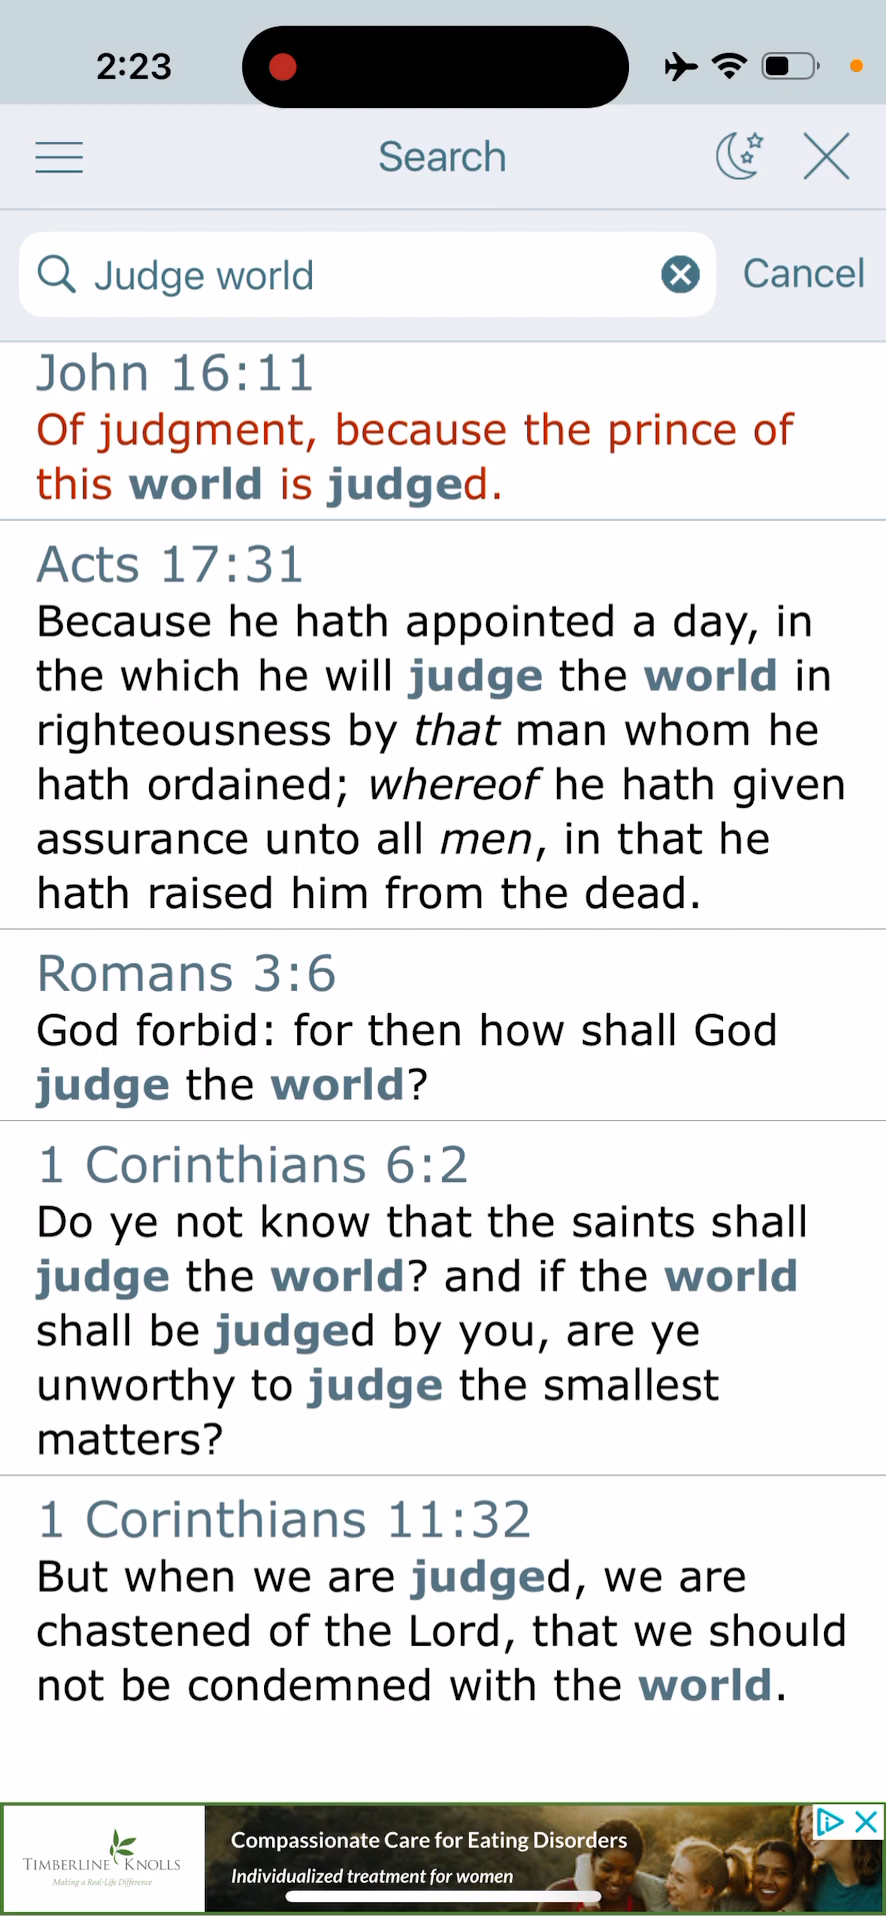 2:23
Search
Judge world
Cancel
John 16:11
Of judgment, because the prince of
this world is judged.
Acts 17:31
Because he hath appointed a day, in
the which he will judge the world in
righteousness by that man whom he
hath ordained; whereof he hath given
assurance unto all men, in that he
hath raised him from the dead.
Romans 3:6
God forbid: for then how shall God
judge the world?
1 Corinthians 6:2
Do ye not know that the saints shall
judge the world? and if the world
shall be judged by you, are ye
unworthy to judge the smallest
matters?
1 Corinthians 11:32
But when we are judged, we are
chastened of the Lord, that we should
not be condemned with the world.
TIMBERLINE KNOLLS
Making a Real-Life Difference
Compassionate Care for Eating Disorders
Individualized treatment for women